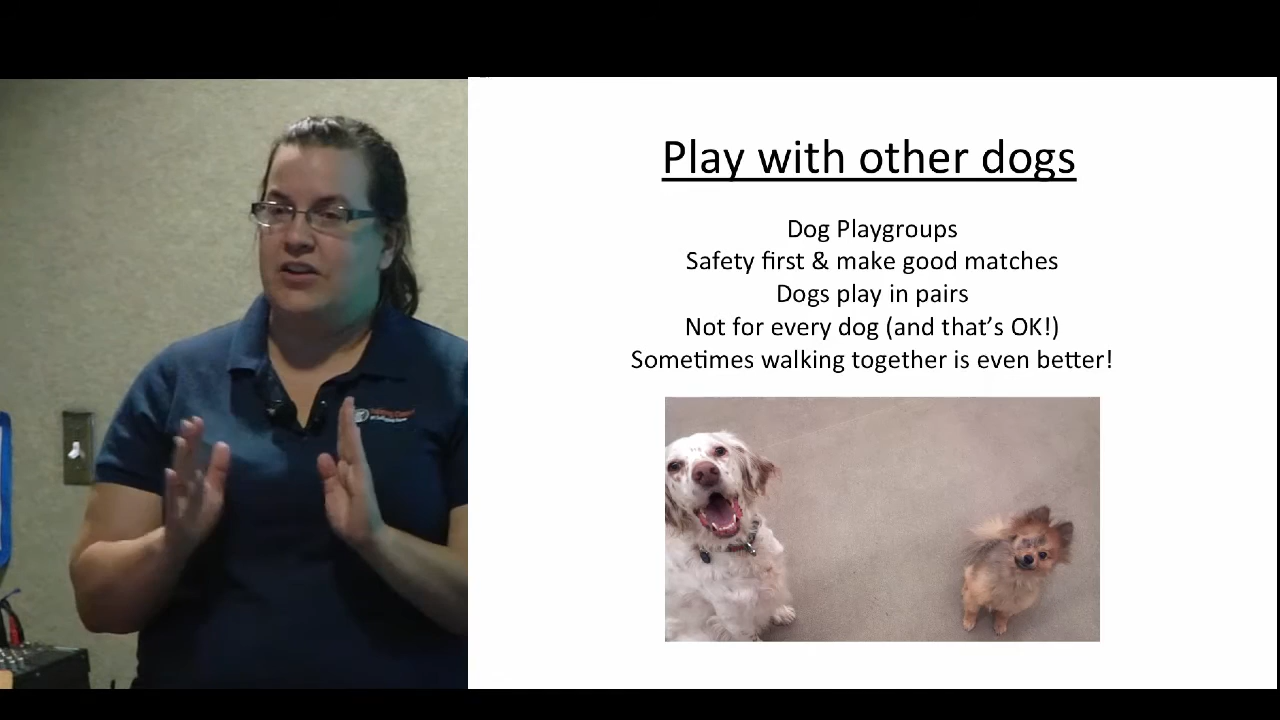 Play with other dogs
Dog Playgroups
Safety first & make good matches
Dogs play in pairs
Not for every dog (and that’s OK!)
Sometimes walking together is even better!